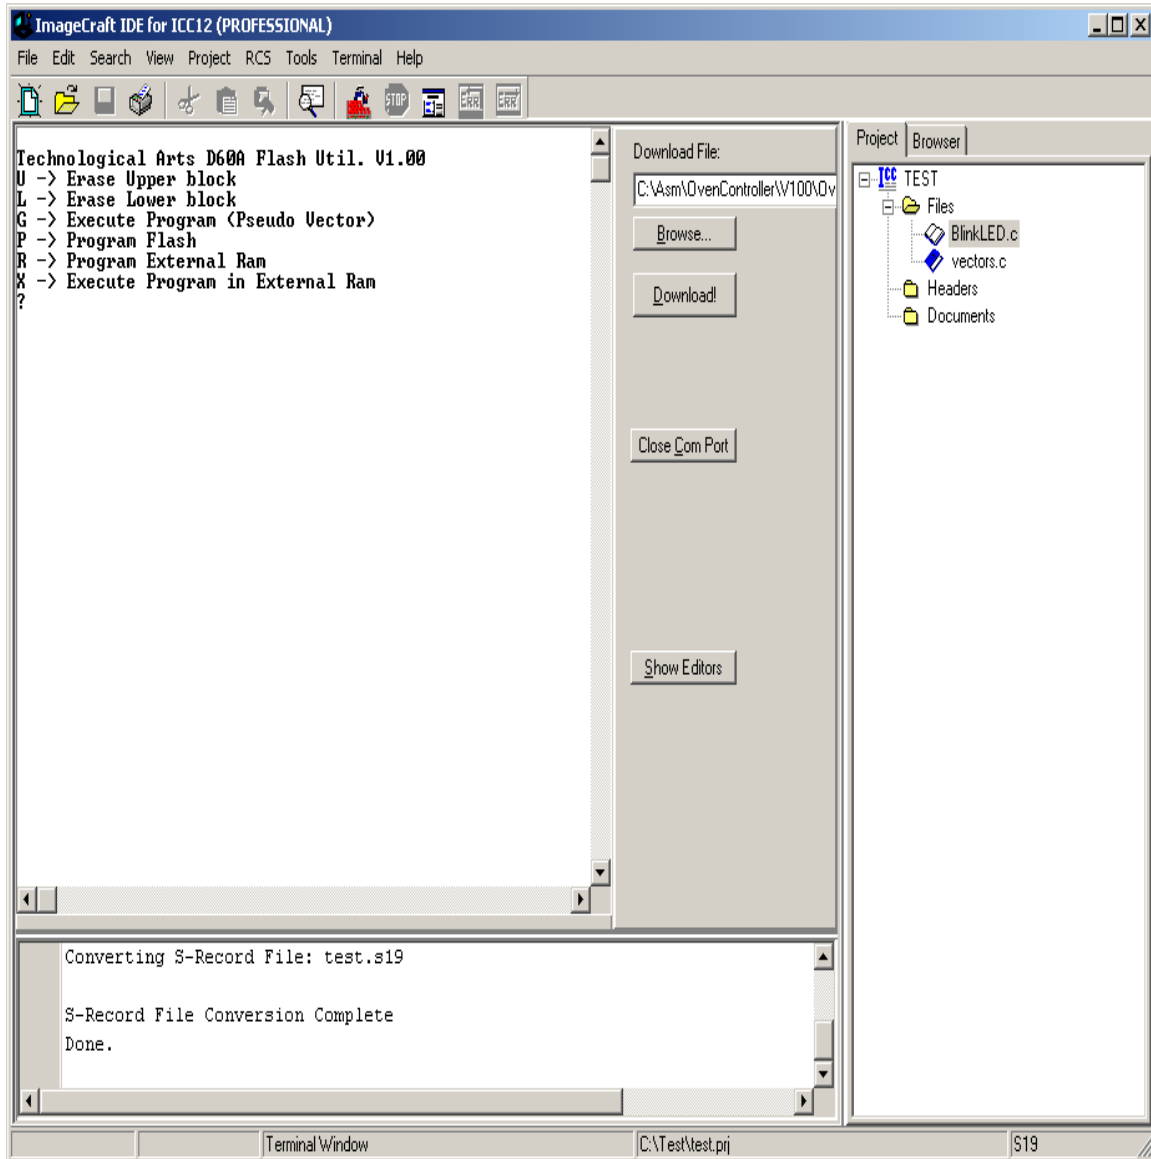 ImageCraft IDE for ICC12 (PROFESSIONAL)
File Edit Search View Project RCS Tools Terminal Help
STOP ERR ERR
Technological Arts D60A Flash Util. V1.00
U -> Erase Upper block
L -> Erase Lower block
G -> Execute Program (Pseudo Vector)
P -> Program Flash
R -> Program External Ram
X -> Execute Program in External Ram
?
Download File:
C:\Asm\OvenController\V100\Ov
Browse...
Download!
Close Com Port
Show Editors
Project Browser
ICC TEST
Files
BlinkLED.c
vectors.c
Headers
Documents
Converting S-Record File: test.s19
S-Record File Conversion Complete
Done.
Terminal Window C:\Test\test.prj S19